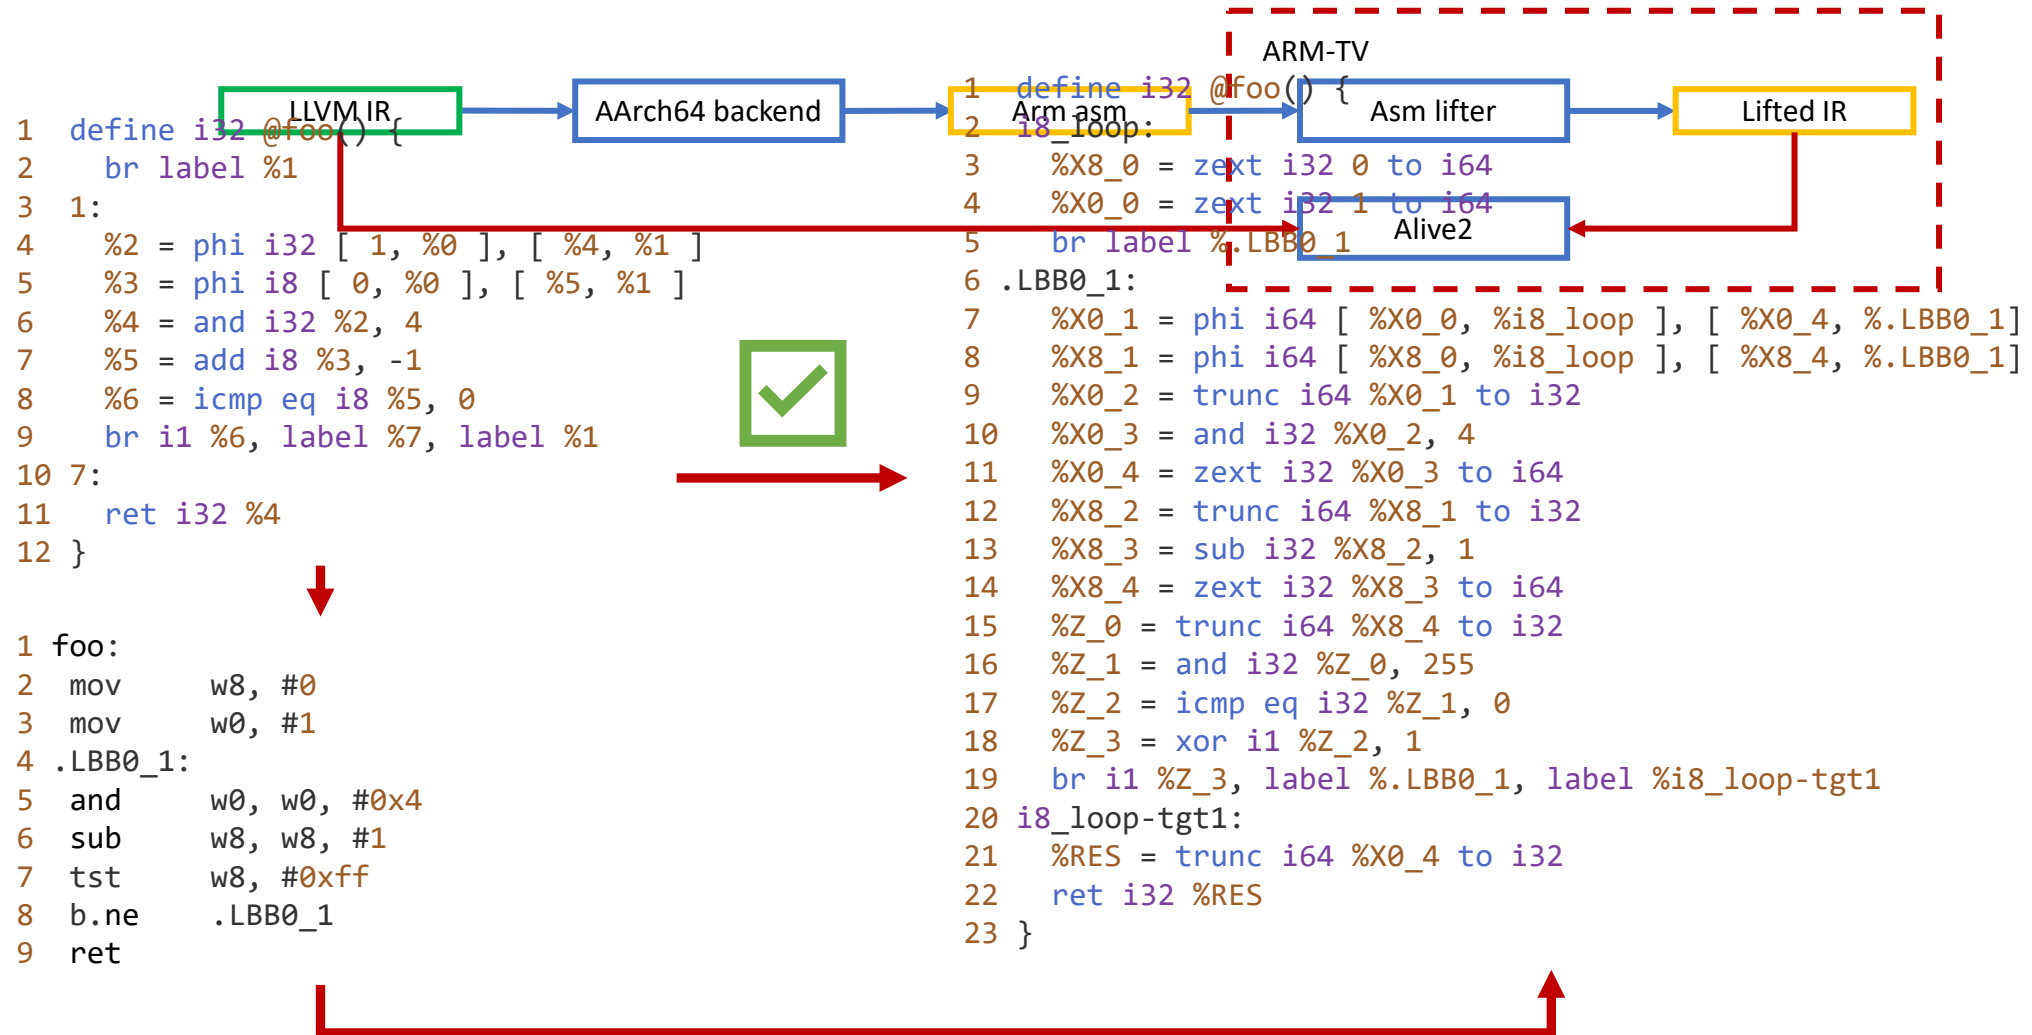 ARM-TV
LLVM IR
AArch64 backend
Arm asm
Asm lifter
Lifted IR
Alive2
1 define i32 @foo() {
2 br label %1
3 1:
4 %2 = phi i32 [ 1, %0 ], [ %4, %1 ]
5 %3 = phi i8 [ 0, %0 ], [ %5, %1 ]
6 %4 = and i32 %2, 4
7 %5 = add i8 %3, -1
8 %6 = icmp eq i8 %5, 0
9 br i1 %6, label %7, label %1
10 7:
11 ret i32 %4
12 }
1 foo:
2 mov w8, #0
3 mov w0, #1
4 .LBB0_1:
5 and w0, w0, #0x4
6 sub w8, w8, #1
7 tst w8, #0xff
8 b.ne .LBB0_1
9 ret
1 define i32 @foo() {
2 i8_loop:
3 %X8_0 = zext i32 0 to i64
4 %X0_0 = zext i32 1 to i64
5 br label %.LBB0_1
6 .LBB0_1:
7 %X0_1 = phi i64 [ %X0_0, %i8_loop ], [ %X0_4, %.LBB0_1]
8 %X8_1 = phi i64 [ %X8_0, %i8_loop ], [ %X8_4, %.LBB0_1]
9 %X0_2 = trunc i64 %X0_1 to i32
10 %X0_3 = and i32 %X0_2, 4
11 %X0_4 = zext i32 %X0_3 to i64
12 %X8_2 = trunc i64 %X8_1 to i32
13 %X8_3 = sub i32 %X8_2, 1
14 %X8_4 = zext i32 %X8_3 to i64
15 %Z_0 = trunc i64 %X8_4 to i32
16 %Z_1 = and i32 %Z_0, 255
17 %Z_2 = icmp eq i32 %Z_1, 0
18 %Z_3 = xor i1 %Z_2, 1
19 br i1 %Z_3, label %.LBB0_1, label %i8_loop-tgt1
20 i8_loop-tgt1:
21 %RES = trunc i64 %X0_4 to i32
22 ret i32 %RES
23 }